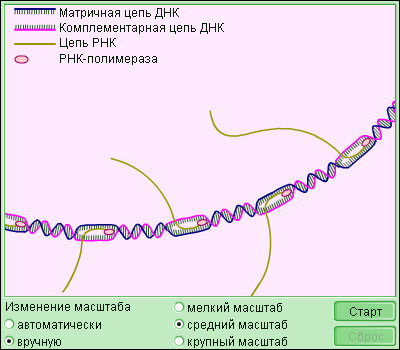 Матричная цепь ДНК
Комплементарная цепь ДНК
Цепь РНК
РНК-полимераза
Изменение масштаба
автоматически
вручную
мелкий масштаб
средний масштаб
крупный масштаб
Старт
Сброс